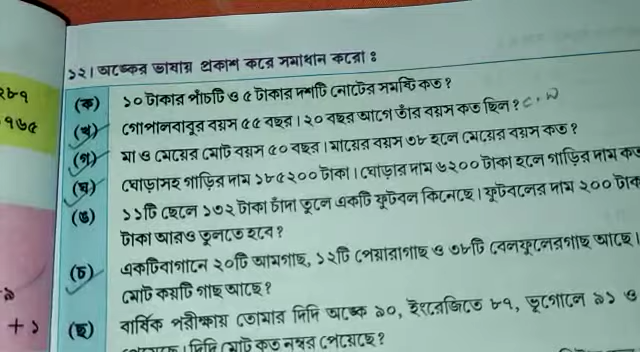 ১২। অঙ্কের ভাষায় প্রকাশ করে সমাধান করো ঃ
২৮৭
(ক) ১০ টাকার পাঁচটি ও ৫ টাকার দশটি নোটের সমষ্টি কত?
১৬৫
(খ) গোপালবাবুর বয়স ৫৫ বছর। ২০ বছর আগে তাঁর বয়স কত ছিল?
(গ) মা ও মেয়ের মোট বয়স ৫০ বছর। মায়ের বয়স ৩৮ হলে মেয়ের বয়স কত?
(ঘ) ঘোড়াসহ গাড়ির দাম ১৮৫২০০ টাকা। ঘোড়ার দাম ৬২০০ টাকা হলে গাড়ির দাম কত
(ঙ) ১১টি ছেলে ১৩২ টাকা চাঁদা তুলে একটি ফুটবল কিনেছে। ফুটবলের দাম ২০০ টাক
টাকা আরও তুলতে হবে?
(চ) একটিবাগানে ২০টি আমগাছ, ১২টি পেয়ারাগাছ ও ৩৮টি বেলফুলেরগাছ আছে।
মোট কয়টি গাছ আছে?
+ ১
(ছ) বার্ষিক পরীক্ষায় তোমার দিদি অঙ্কে ৯০, ইংরেজিতে ৮৭, ভূগোলে ৯১ ও
পেয়েছে। দিদি মোট কত নম্বর পেয়েছে?